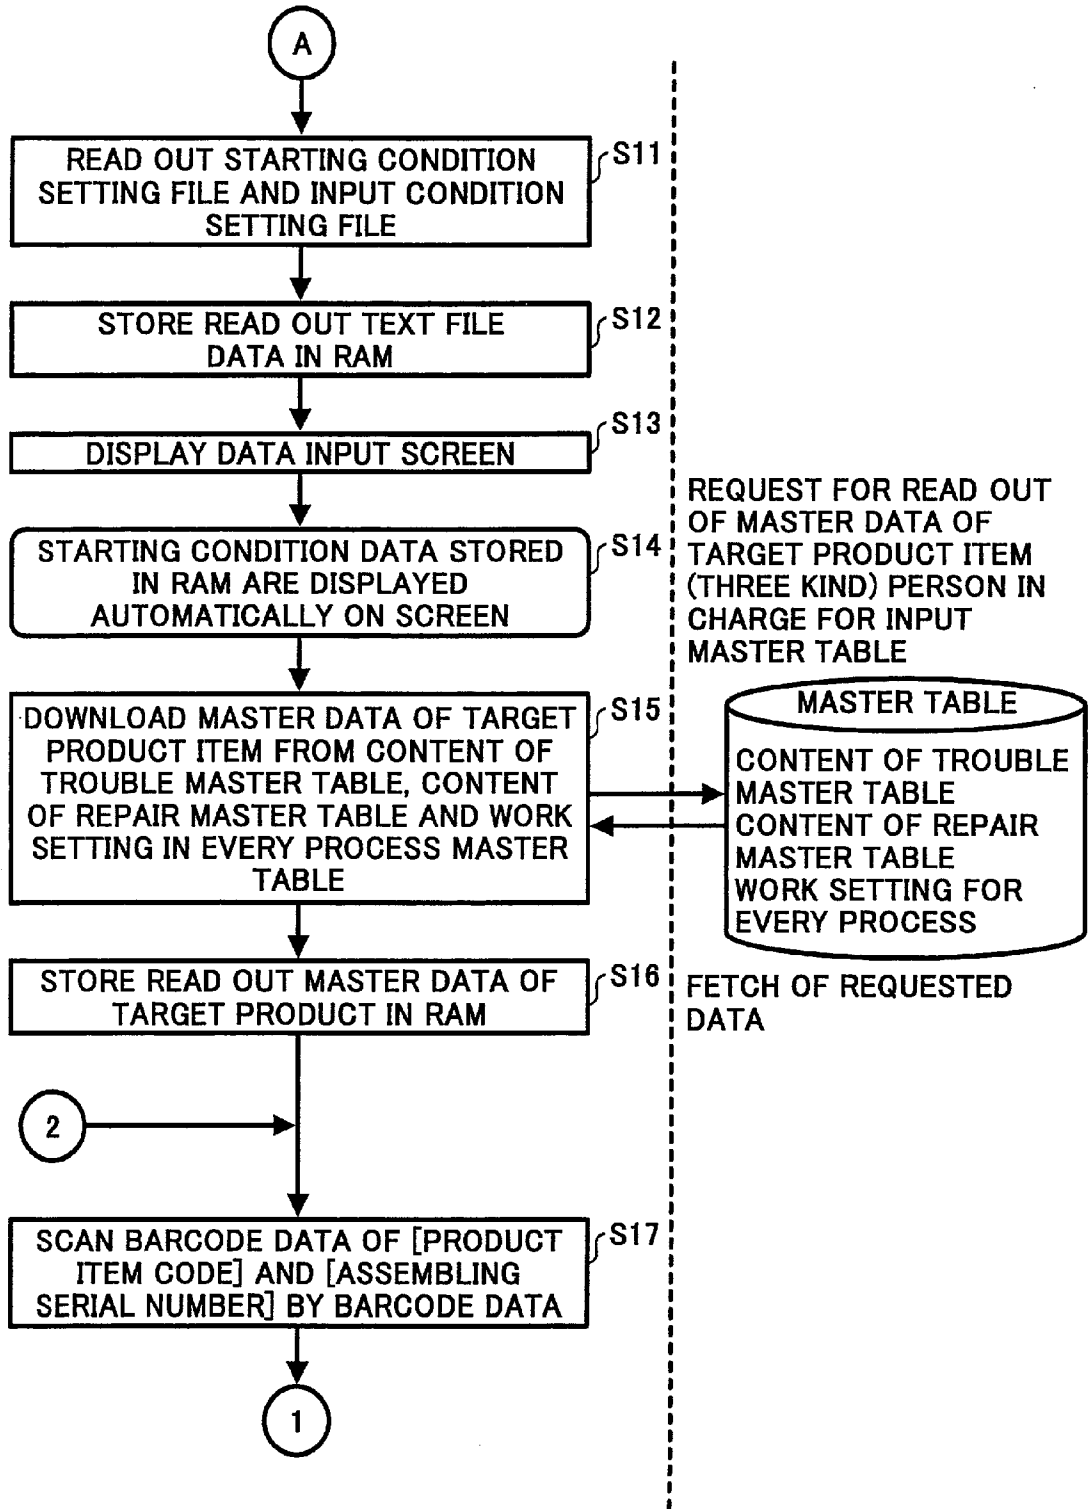 A
READ OUT STARTING CONDITION
SETTING FILE AND INPUT CONDITION
SETTING FILE
S11
STORE READ OUT TEXT FILE
DATA IN RAM
S12
DISPLAY DATA INPUT SCREEN
S13
STARTING CONDITION DATA STORED
IN RAM ARE DISPLAYED
AUTOMATICALLY ON SCREEN
S14
REQUEST FOR READ OUT
OF MASTER DATA OF
TARGET PRODUCT ITEM
(THREE KIND) PERSON IN
CHARGE FOR INPUT
MASTER TABLE
DOWNLOAD MASTER DATA OF TARGET
PRODUCT ITEM FROM CONTENT OF
TROUBLE MASTER TABLE, CONTENT
OF REPAIR MASTER TABLE AND WORK
SETTING IN EVERY PROCESS MASTER
TABLE
S15
MASTER TABLE
CONTENT OF TROUBLE
MASTER TABLE
CONTENT OF REPAIR
MASTER TABLE
WORK SETTING FOR
EVERY PROCESS
STORE READ OUT MASTER DATA OF
TARGET PRODUCT IN RAM
S16
FETCH OF REQUESTED
DATA
2
SCAN BARCODE DATA OF [PRODUCT
ITEM CODE] AND [ASSEMBLING
SERIAL NUMBER] BY BARCODE DATA
S17
1